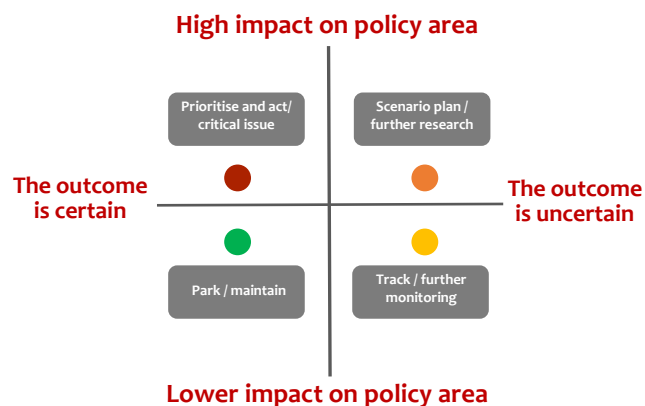 High impact on policy area
Prioritise and act/
critical issue
Scenario plan /
further research
The outcome
is certain
The outcome
is uncertain
Park / maintain
Track / further
monitoring
Lower impact on policy area